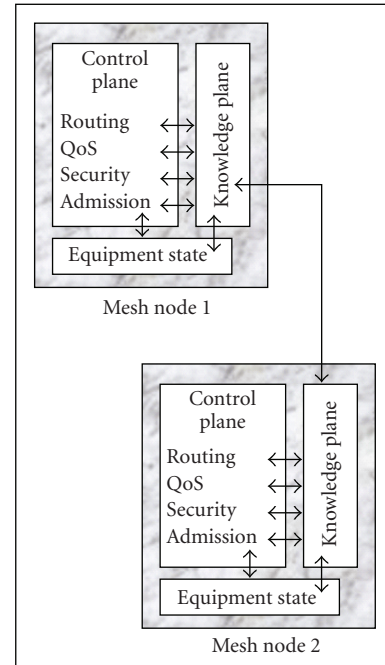 Control
plane
Routing
QoS
Security
Admission
Knowledge plane
Equipment state
Mesh node 1
Control
plane
Routing
QoS
Security
Admission
Knowledge plane
Equipment state
Mesh node 2